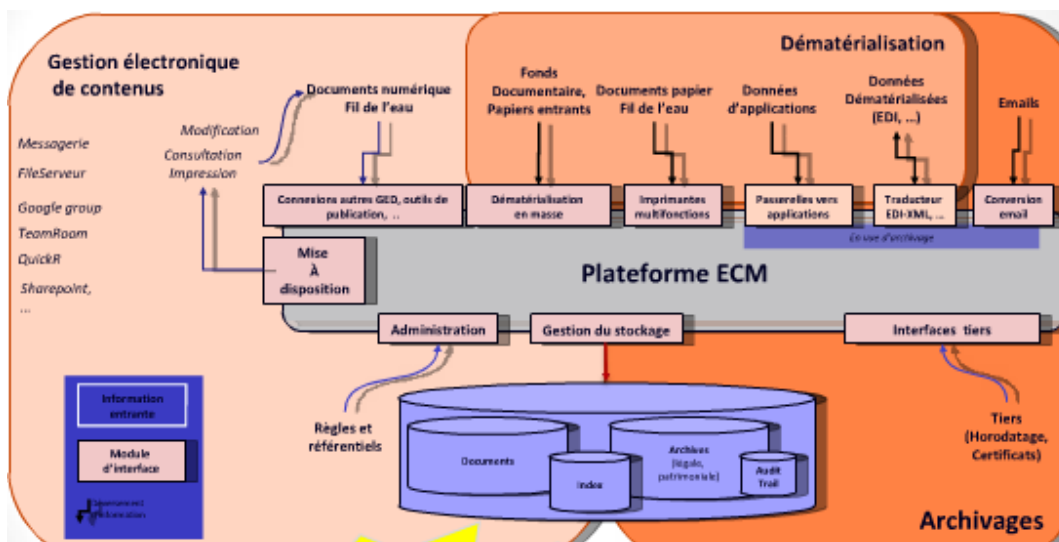 Gestion électronique
de contenus
Dématérialisation
Messagerie
FileServeur
Google group
TeamRoom
QuickR
Sharepoint,
...
Modification
Consultation
Impression
Documents numérique
Fil de l'eau
Fonds
Documentaire,
Papiers entrants
Documents papier
Fil de l'eau
Données
d'applications
Données
Dématérialisées
(EDI, ...)
Emails
Connexions autres GED, outils de
publication, ..
Dématérialisation
en masse
Imprimantes
multifonctions
Passerelles vers
applications
Traducteur
EDI-XML, ...
Conversion
email
En vue d'archivage
Mise
À
disposition
Plateforme ECM
Administration
Gestion du stockage
Interfaces tiers
Information
entrante
Module
d'interface
Règles et
référentiels
Documents
Index
Archives
(légale,
patrimoniale)
Audit
Trail
Tiers
(Horodatage,
Certificats)
Archivages